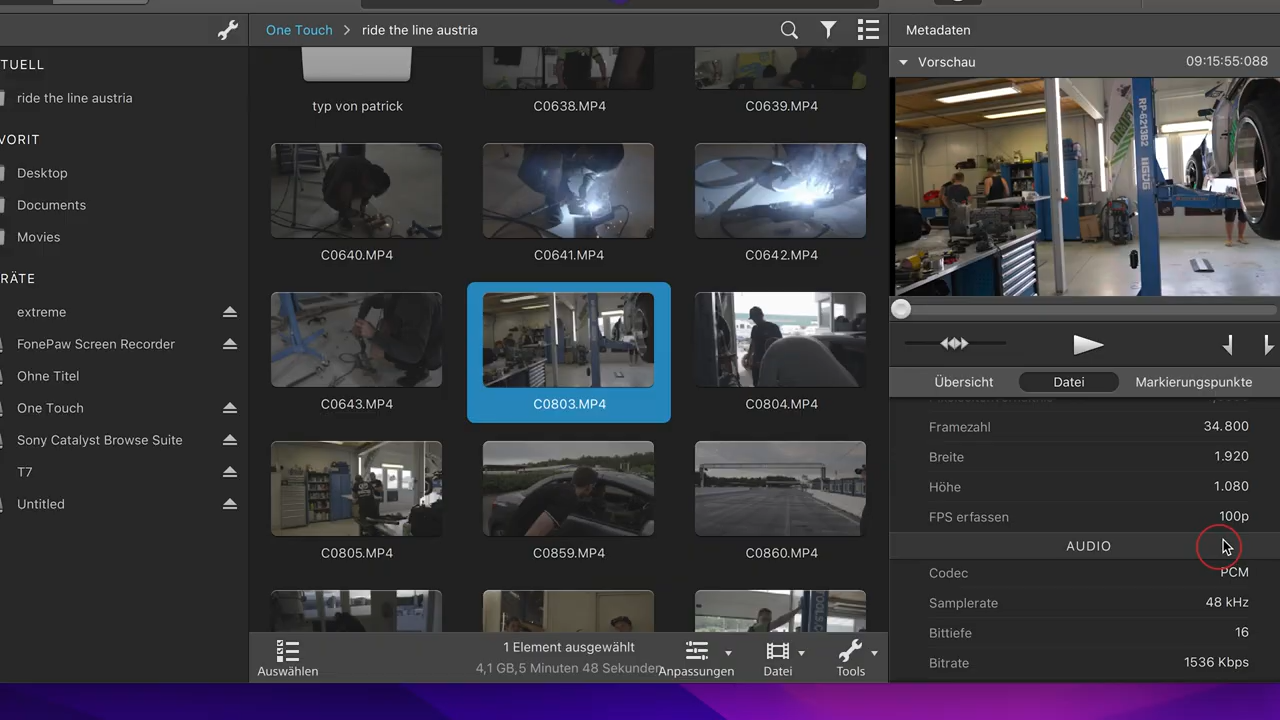 One Touch > ride the line austria
Metadaten
TUELL
ride the line austria
VORIT
Desktop
Documents
Movies
RÄTE
extreme
FonePaw Screen Recorder
Ohne Titel
One Touch
Sony Catalyst Browse Suite
T7
Untitled
typ von patrick
C0638.MP4
C0639.MP4
C0640.MP4
C0641.MP4
C0642.MP4
C0643.MP4
C0803.MP4
C0804.MP4
C0805.MP4
C0859.MP4
C0860.MP4
Auswählen
1 Element ausgewählt
4,1 GB,5 Minuten 48 Sekunden
Anpassungen
Datei
Tools
Vorschau
09:15:55:088
RP-6213B2
Übersicht
Datei
Markierungspunkte
Framezahl 34.800
Breite 1.920
Höhe 1.080
FPS erfassen 100p
AUDIO
Codec PCM
Samplerate 48 kHz
Bittiefe 16
Bitrate 1536 Kbps